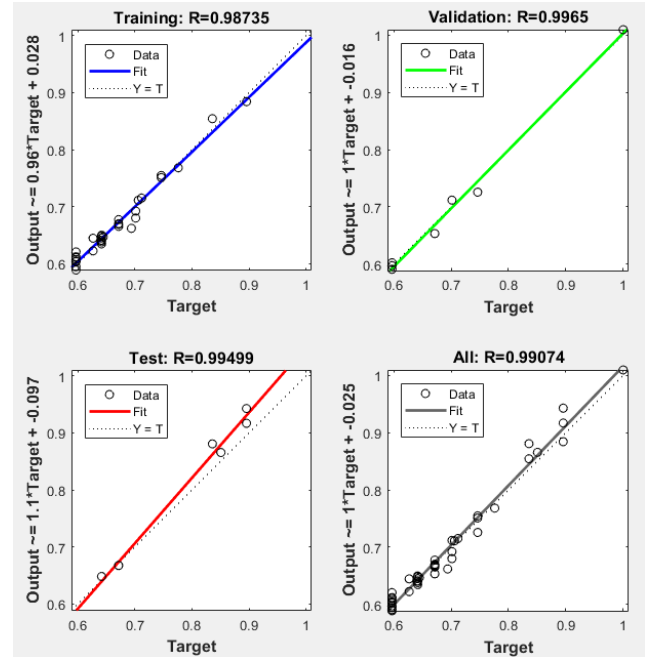 Training: R=0.98735
Output ~= 0.96*Target + 0.028
1
0.9
0.8
0.7
0.6
Data
Fit
Y = T
0.6
0.7
0.8
0.9
1
Target
Validation: R=0.9965
Output ~= 1*Target + -0.016
1
0.9
0.8
0.7
0.6
Data
Fit
Y = T
0.6
0.7
0.8
0.9
1
Target
Test: R=0.99499
Output ~= 1.1*Target + -0.097
1
0.9
0.8
0.7
0.6
Data
Fit
Y = T
0.6
0.7
0.8
0.9
1
Target
All: R=0.99074
Output ~= 1*Target + -0.025
1
0.9
0.8
0.7
0.6
Data
Fit
Y = T
0.6
0.7
0.8
0.9
1
Target